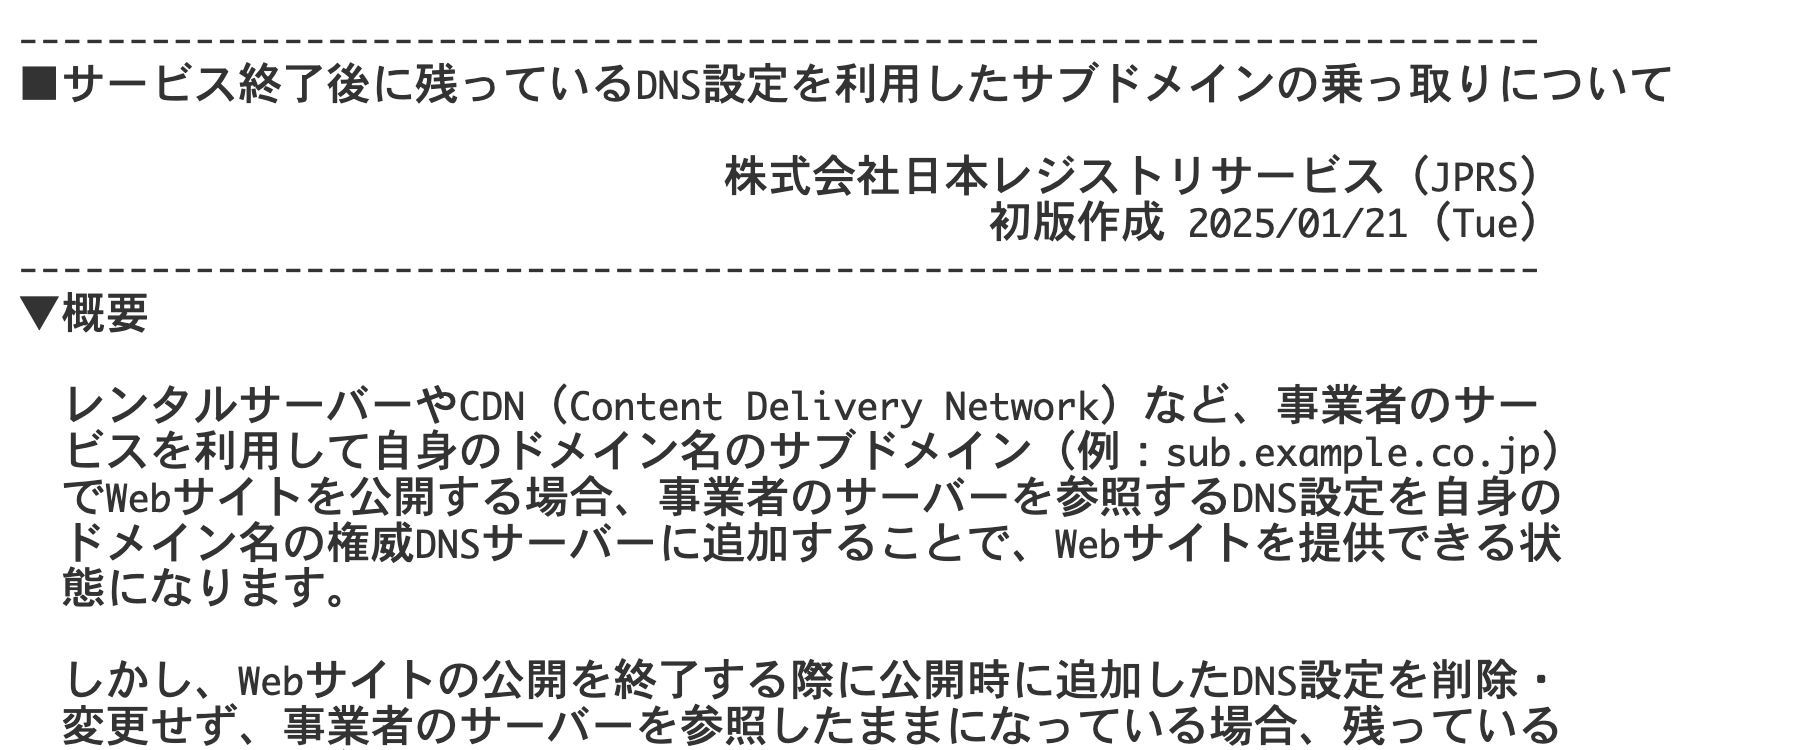 ---------------------------------------------------------------------
■サービス終了後に残っているDNS設定を利用したサブドメインの乗っ取りについて
株式会社日本レジストリサービス（JPRS）
初版作成 2025/01/21（Tue）
---------------------------------------------------------------------
▼概要
レンタルサーバーやCDN（Content Delivery Network）など、事業者のサー
ビスを利用して自身のドメイン名のサブドメイン（例：sub.example.co.jp）
でWebサイトを公開する場合、事業者のサーバーを参照するDNS設定を自身の
ドメイン名の権威DNSサーバーに追加することで、Webサイトを提供できる状
態になります。
しかし、Webサイトの公開を終了する際に公開時に追加したDNS設定を削除・
変更せず、事業者のサーバーを参照したままになっている場合、残っている